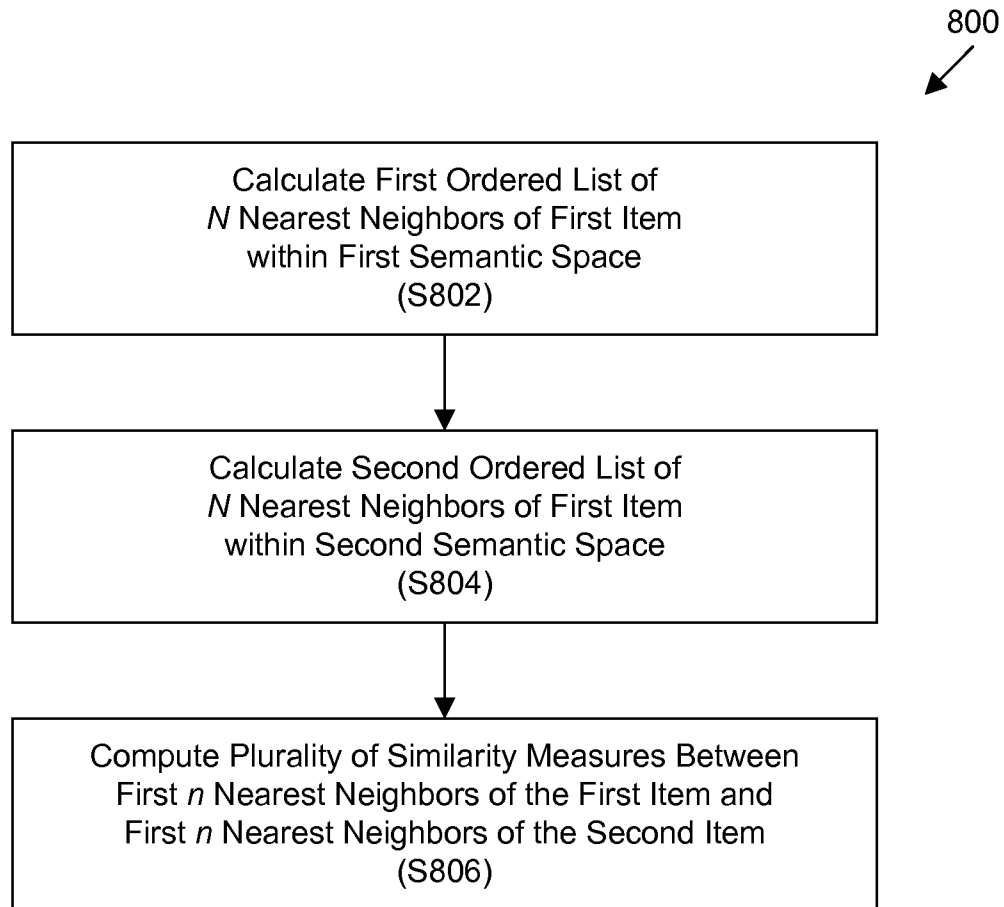 800
Calculate First Ordered List of
N Nearest Neighbors of First Item
within First Semantic Space
(S802)
Calculate Second Ordered List of
N Nearest Neighbors of First Item
within Second Semantic Space
(S804)
Compute Plurality of Similarity Measures Between
First n Nearest Neighbors of the First Item and
First n Nearest Neighbors of the Second Item
(S806)